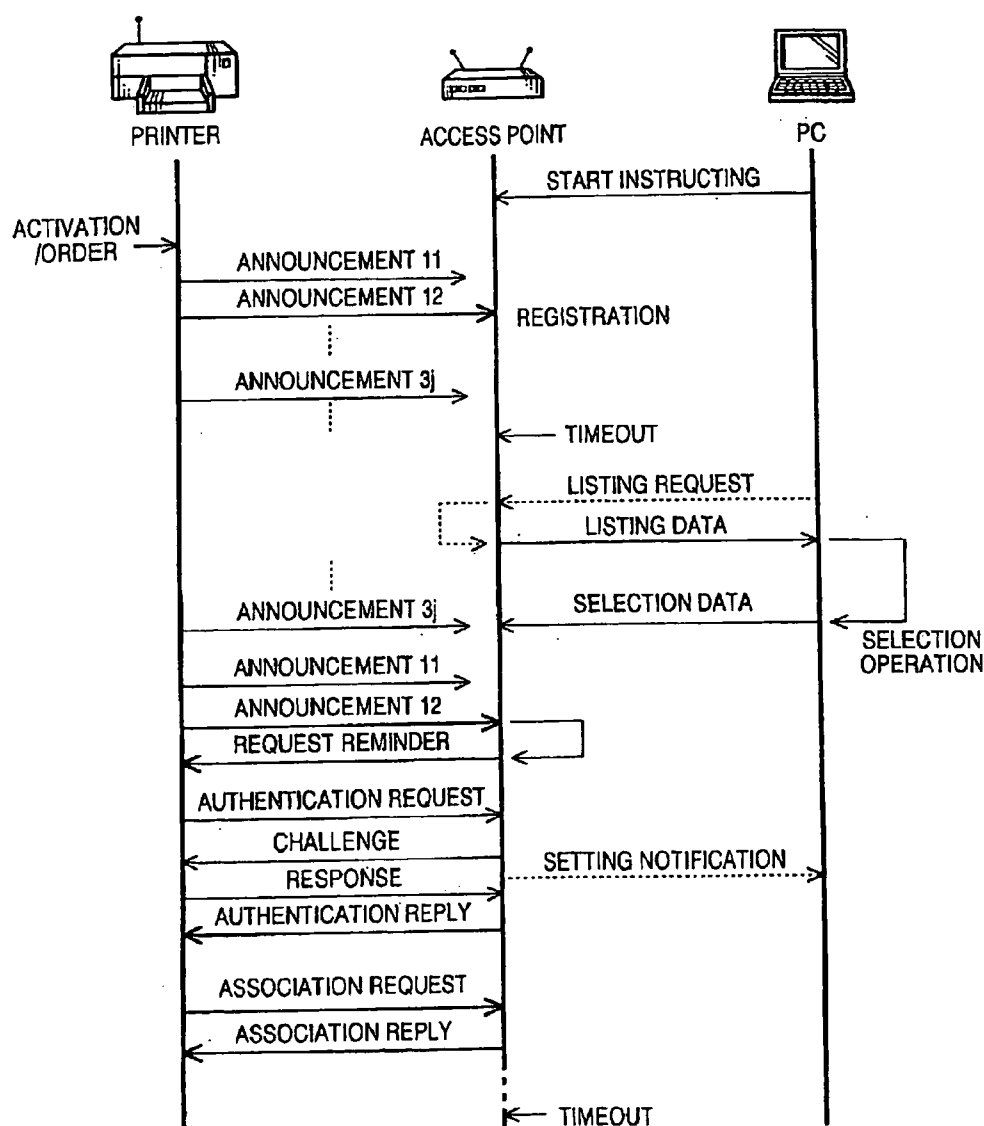 PRINTER
ACCESS POINT
PC
START INSTRUCTING
ACTIVATION
/ORDER
ANNOUNCEMENT 11
ANNOUNCEMENT 12
REGISTRATION
ANNOUNCEMENT 3j
TIMEOUT
LISTING REQUEST
LISTING DATA
ANNOUNCEMENT 3j
SELECTION DATA
SELECTION
OPERATION
ANNOUNCEMENT 11
ANNOUNCEMENT 12
REQUEST REMINDER
AUTHENTICATION REQUEST
CHALLENGE
SETTING NOTIFICATION
RESPONSE
AUTHENTICATION REPLY
ASSOCIATION REQUEST
ASSOCIATION REPLY
TIMEOUT